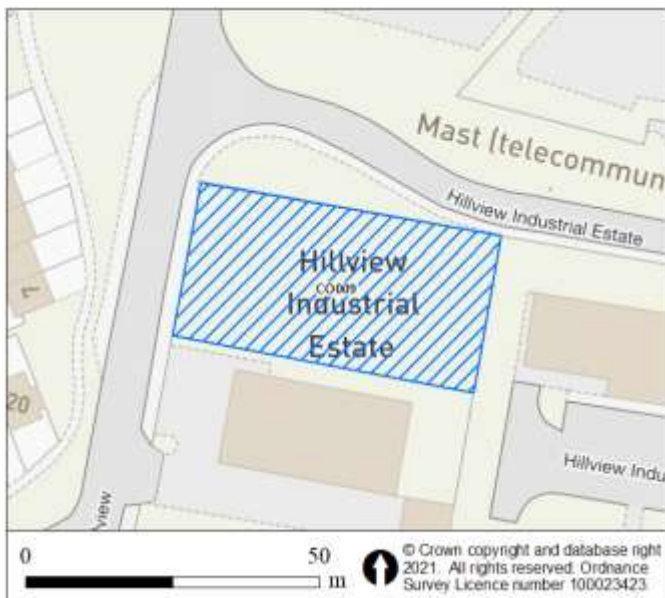 Mast (telecommun
Hillview Industrial Estate
Hillview
CO009
Industrial
Estate
20
Hillview Indu
view
0
50
m
© Crown copyright and database right
2021. All rights reserved. Ordnance
Survey Licence number 100023423